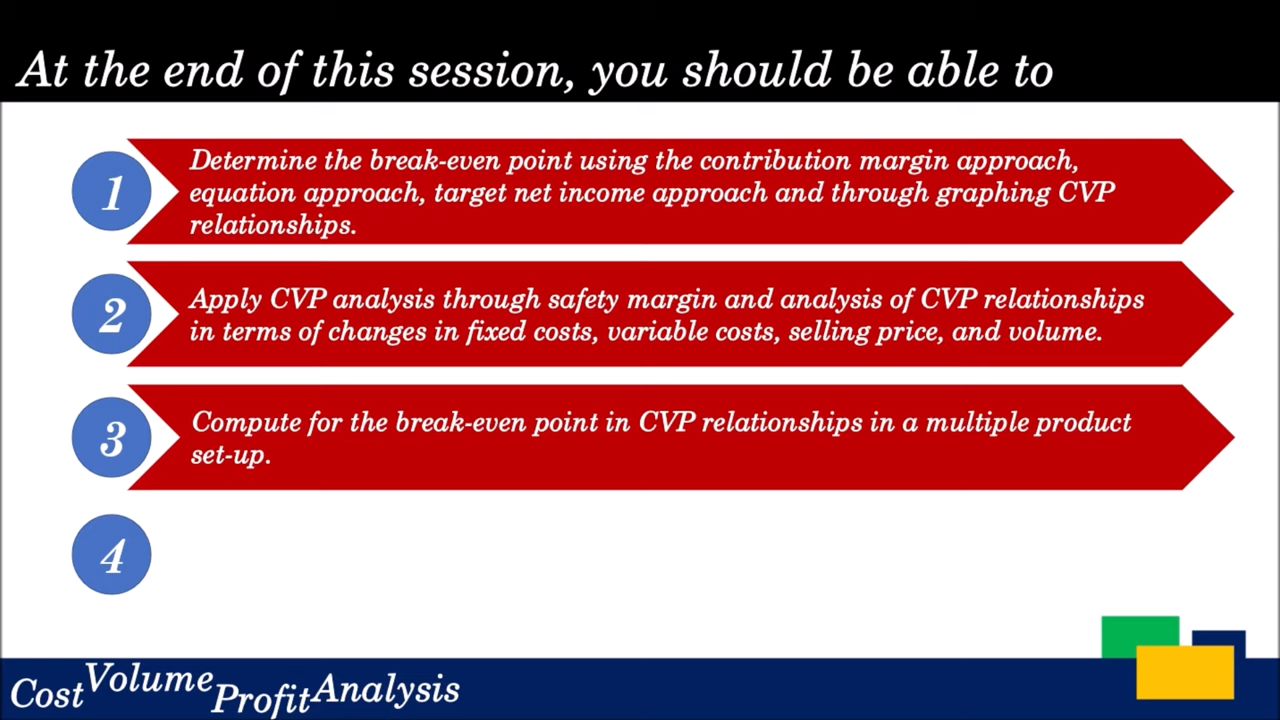 At the end of this session, you should be able to
1
Determine the break-even point using the contribution margin approach,
equation approach, target net income approach and through graphing CVP
relationships.
2
Apply CVP analysis through safety margin and analysis of CVP relationships
in terms of changes in fixed costs, variable costs, selling price, and volume.
3
Compute for the break-even point in CVP relationships in a multiple product
set-up.
4
Cost Volume Profit Analysis